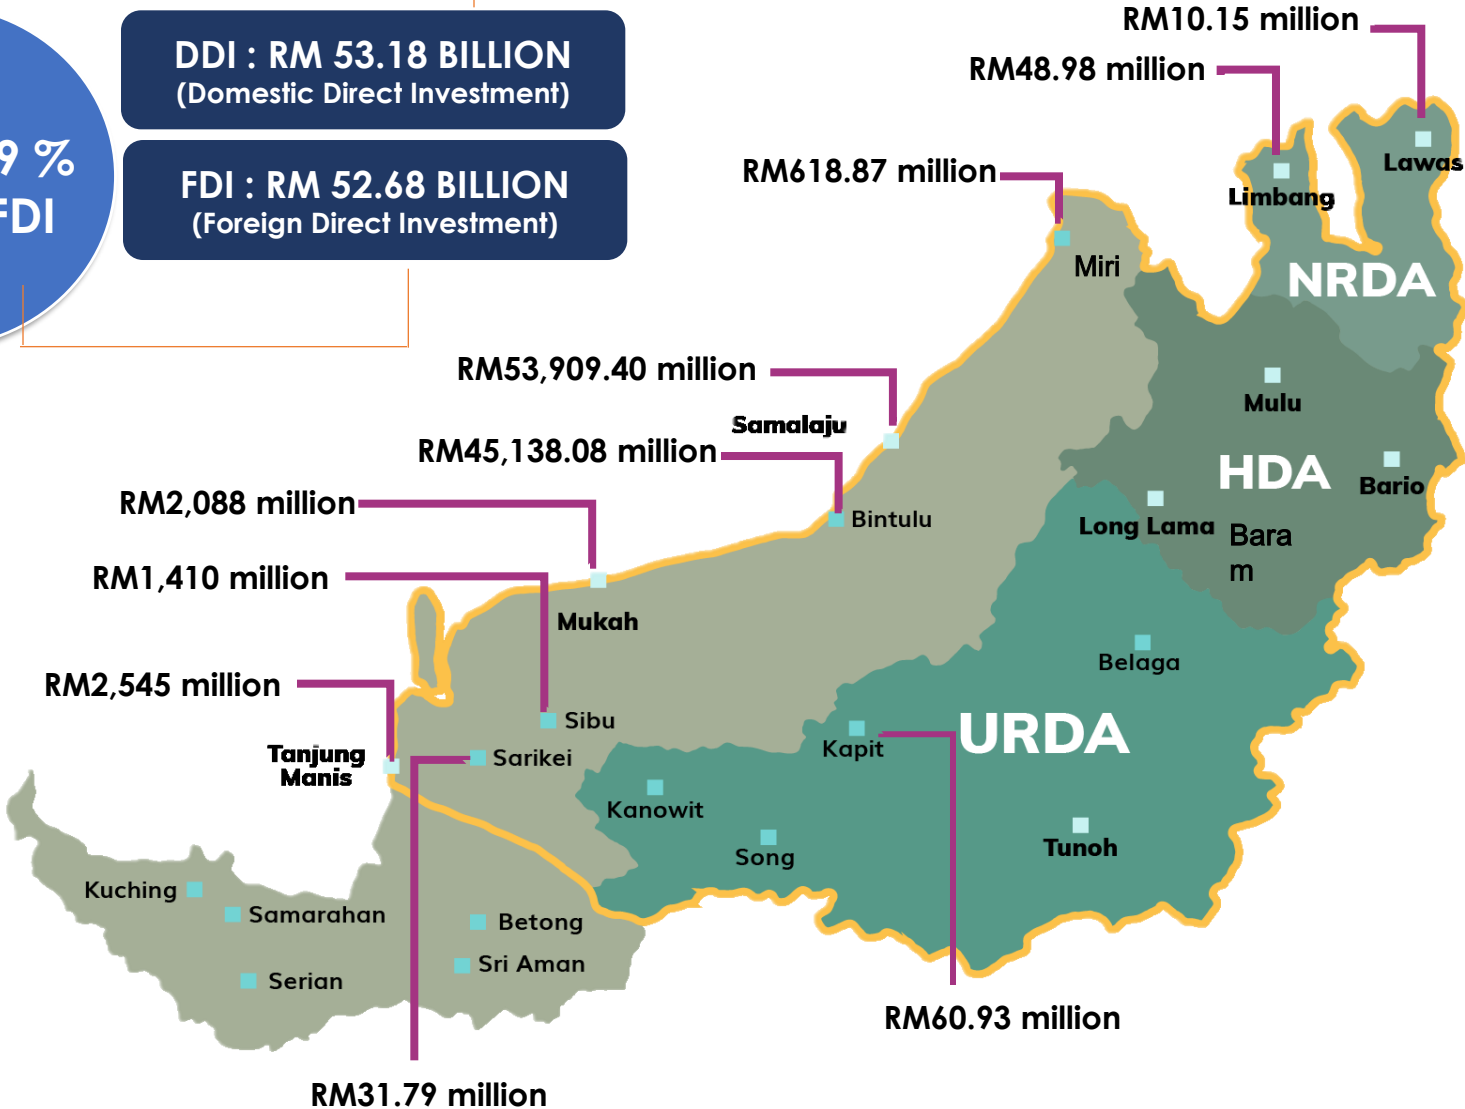 DDI : RM 53.18 BILLION
(Domestic Direct Investment)
9 %
FDI
FDI : RM 52.68 BILLION
(Foreign Direct Investment)
RM10.15 million
RM48.98 million
RM618.87 million
Lawas
Limbang
Miri
NRDA
RM53,909.40 million
Mulu
Samalaju
RM45,138.08 million
HDA
Bario
RM2,088 million
Bintulu
Long Lama
Bara
m
RM1,410 million
Mukah
Belaga
RM2,545 million
Sibu
URDA
Tanjung
Manis
Sarikei
Kapit
Kanowit
Song
Tunoh
Kuching
Samarahan
Betong
Sri Aman
Serian
RM60.93 million
RM31.79 million